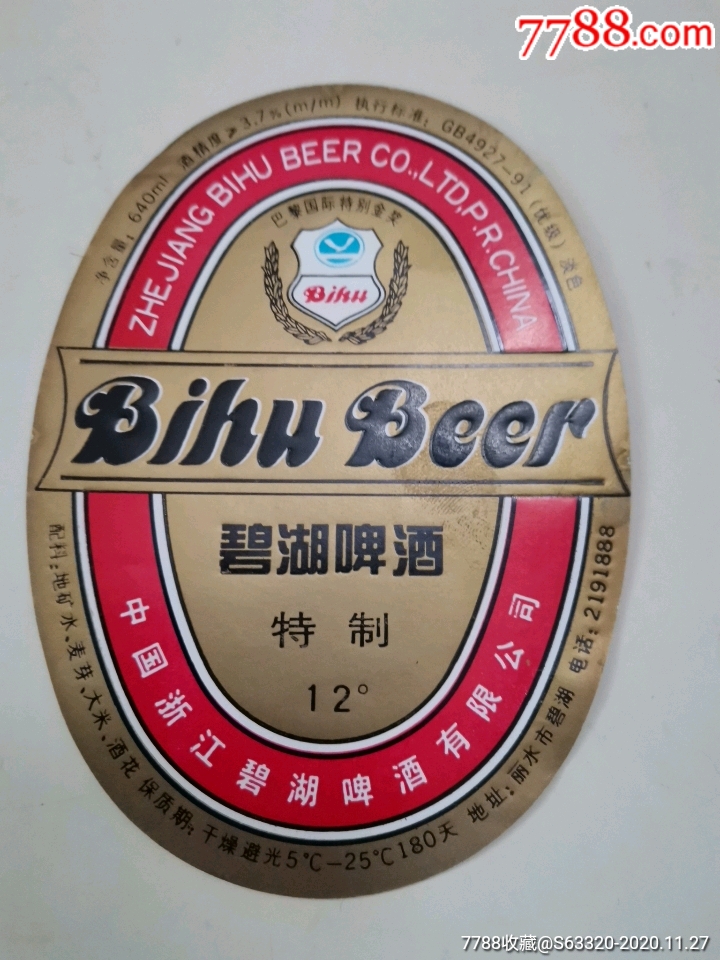 7788.com
净含量：640ml 酒精度≥3.7%(m/m) 执行标准：GB4927-91(优级)淡色
ZHEJIANG BIHU BEER CO.,LTD,P.R.CHINA
巴黎国际特别金奖
Bihu
Bihu Beer
碧湖啤酒
特制
12°
中国浙江碧湖啤酒有限公司
配料：地矿水、麦芽、大米、酒花 保质期：干燥避光5℃-25℃180天 地址：丽水市碧湖 电话：2191888
7788收藏@S63320-2020.11.27